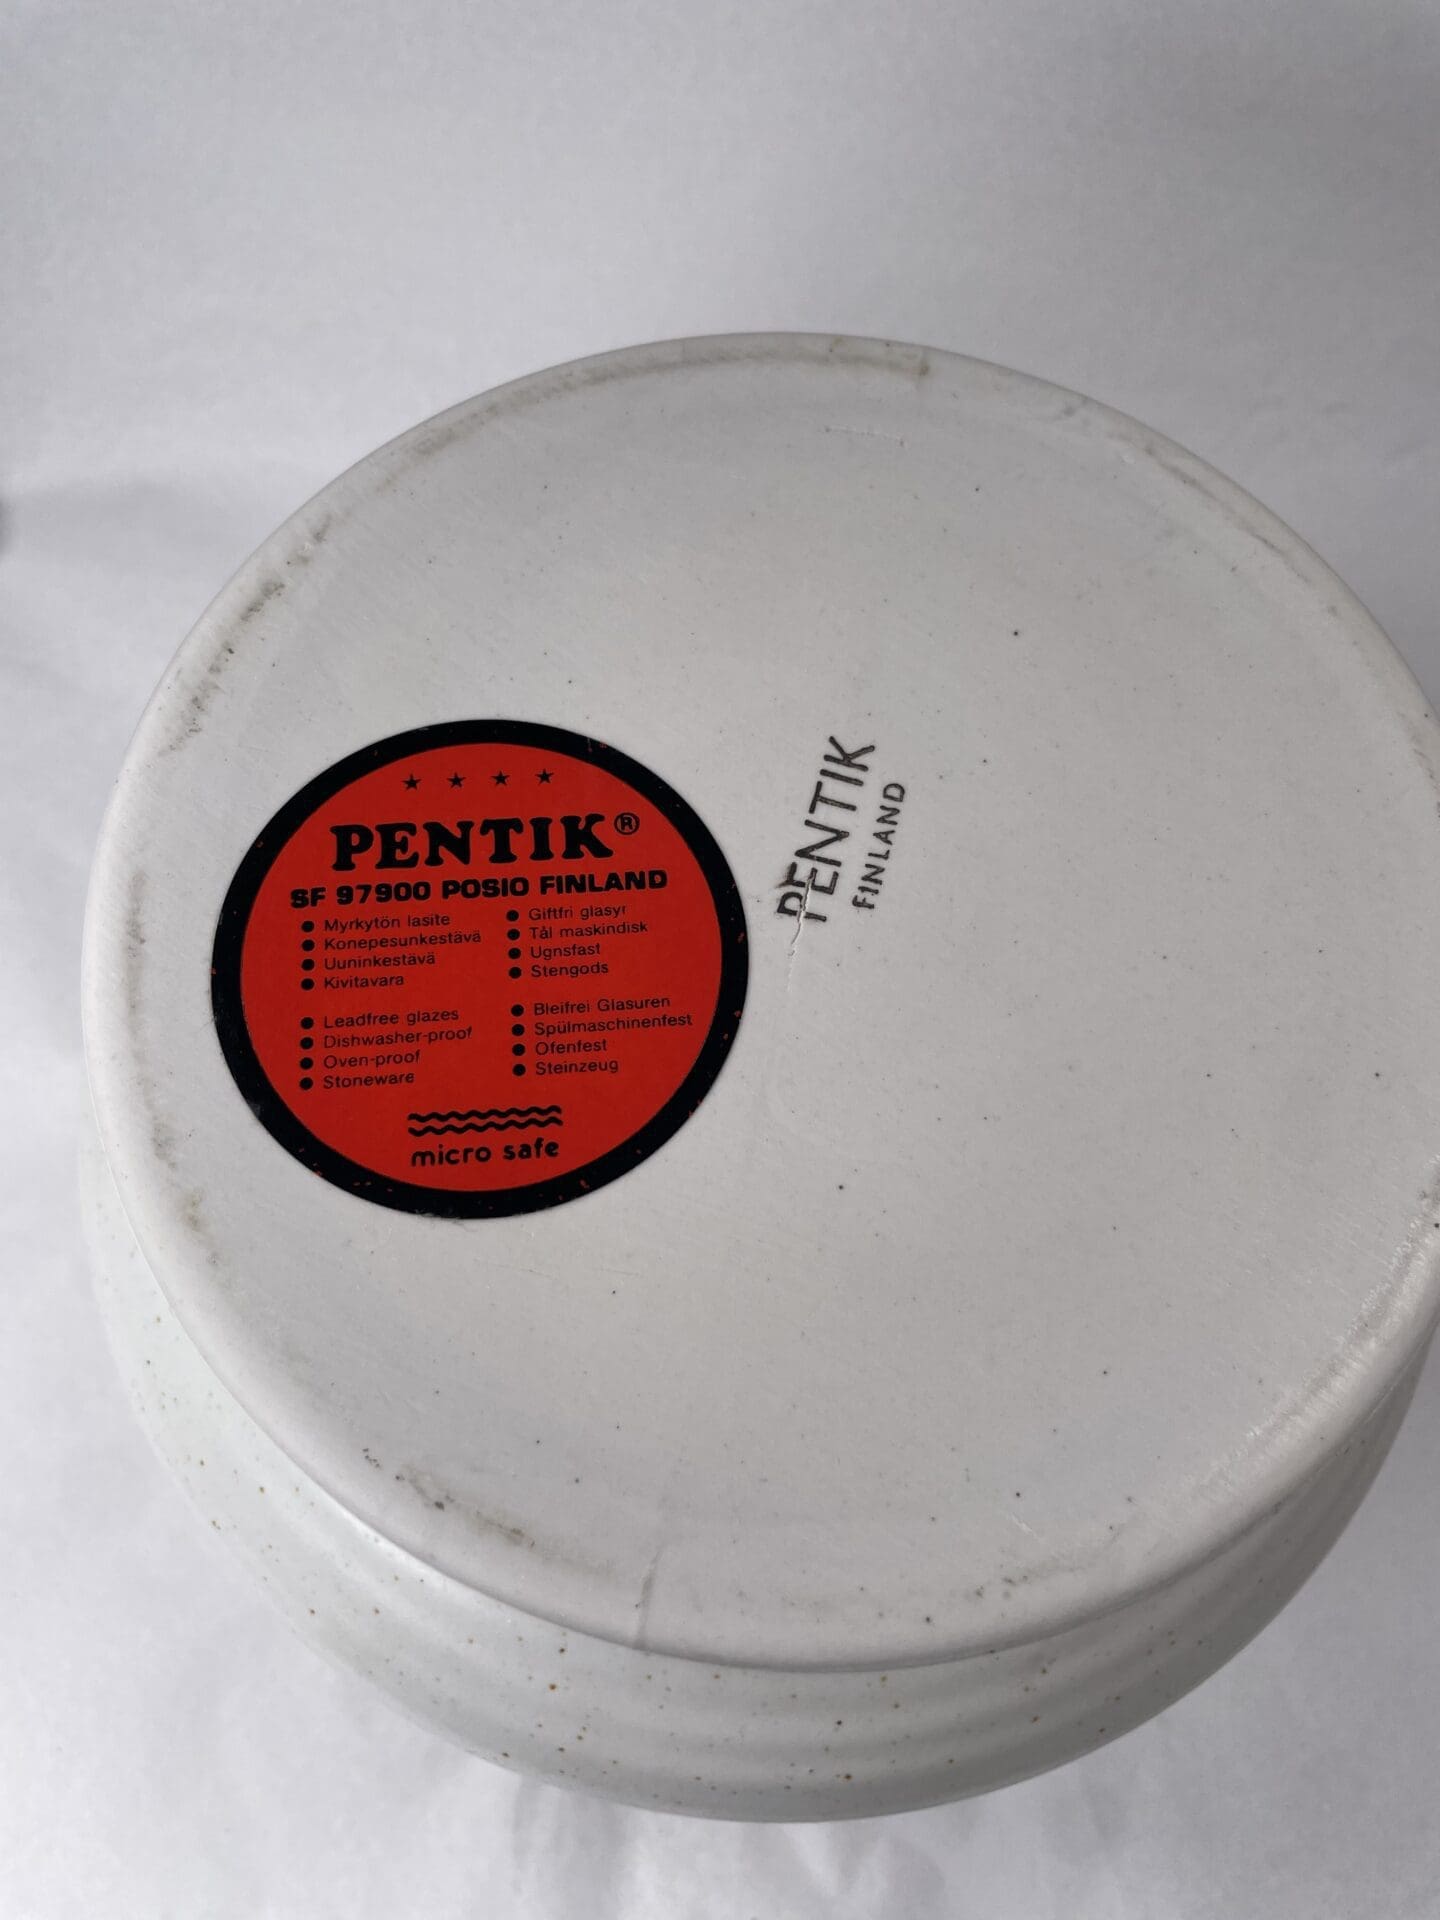 PENTIK®
SF 97900 POSIO FINLAND
● Myrkytön lasite
● Konepesunkestävä
● Uuninkestävä
● Kivitavara
● Giftfri glasyr
● Tål maskindisk
● Ugnsfast
● Stengods
● Leadfree glazes
● Dishwasher-proof
● Oven-proof
● Stoneware
● Bleifrei Glasuren
● Spülmaschinenfest
● Ofenfest
● Steinzeug
micro safe
PENTIK
FINLAND